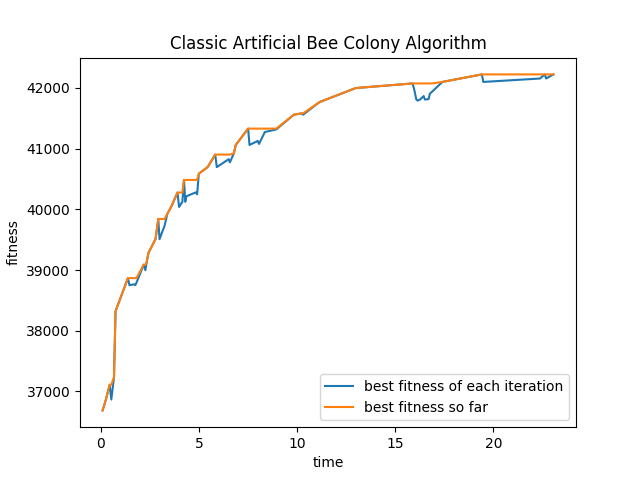 Classic Artificial Bee Colony Algorithm
fitness
42000
41000
40000
39000
38000
37000
0
5
10
15
20
time
best fitness of each iteration
best fitness so far